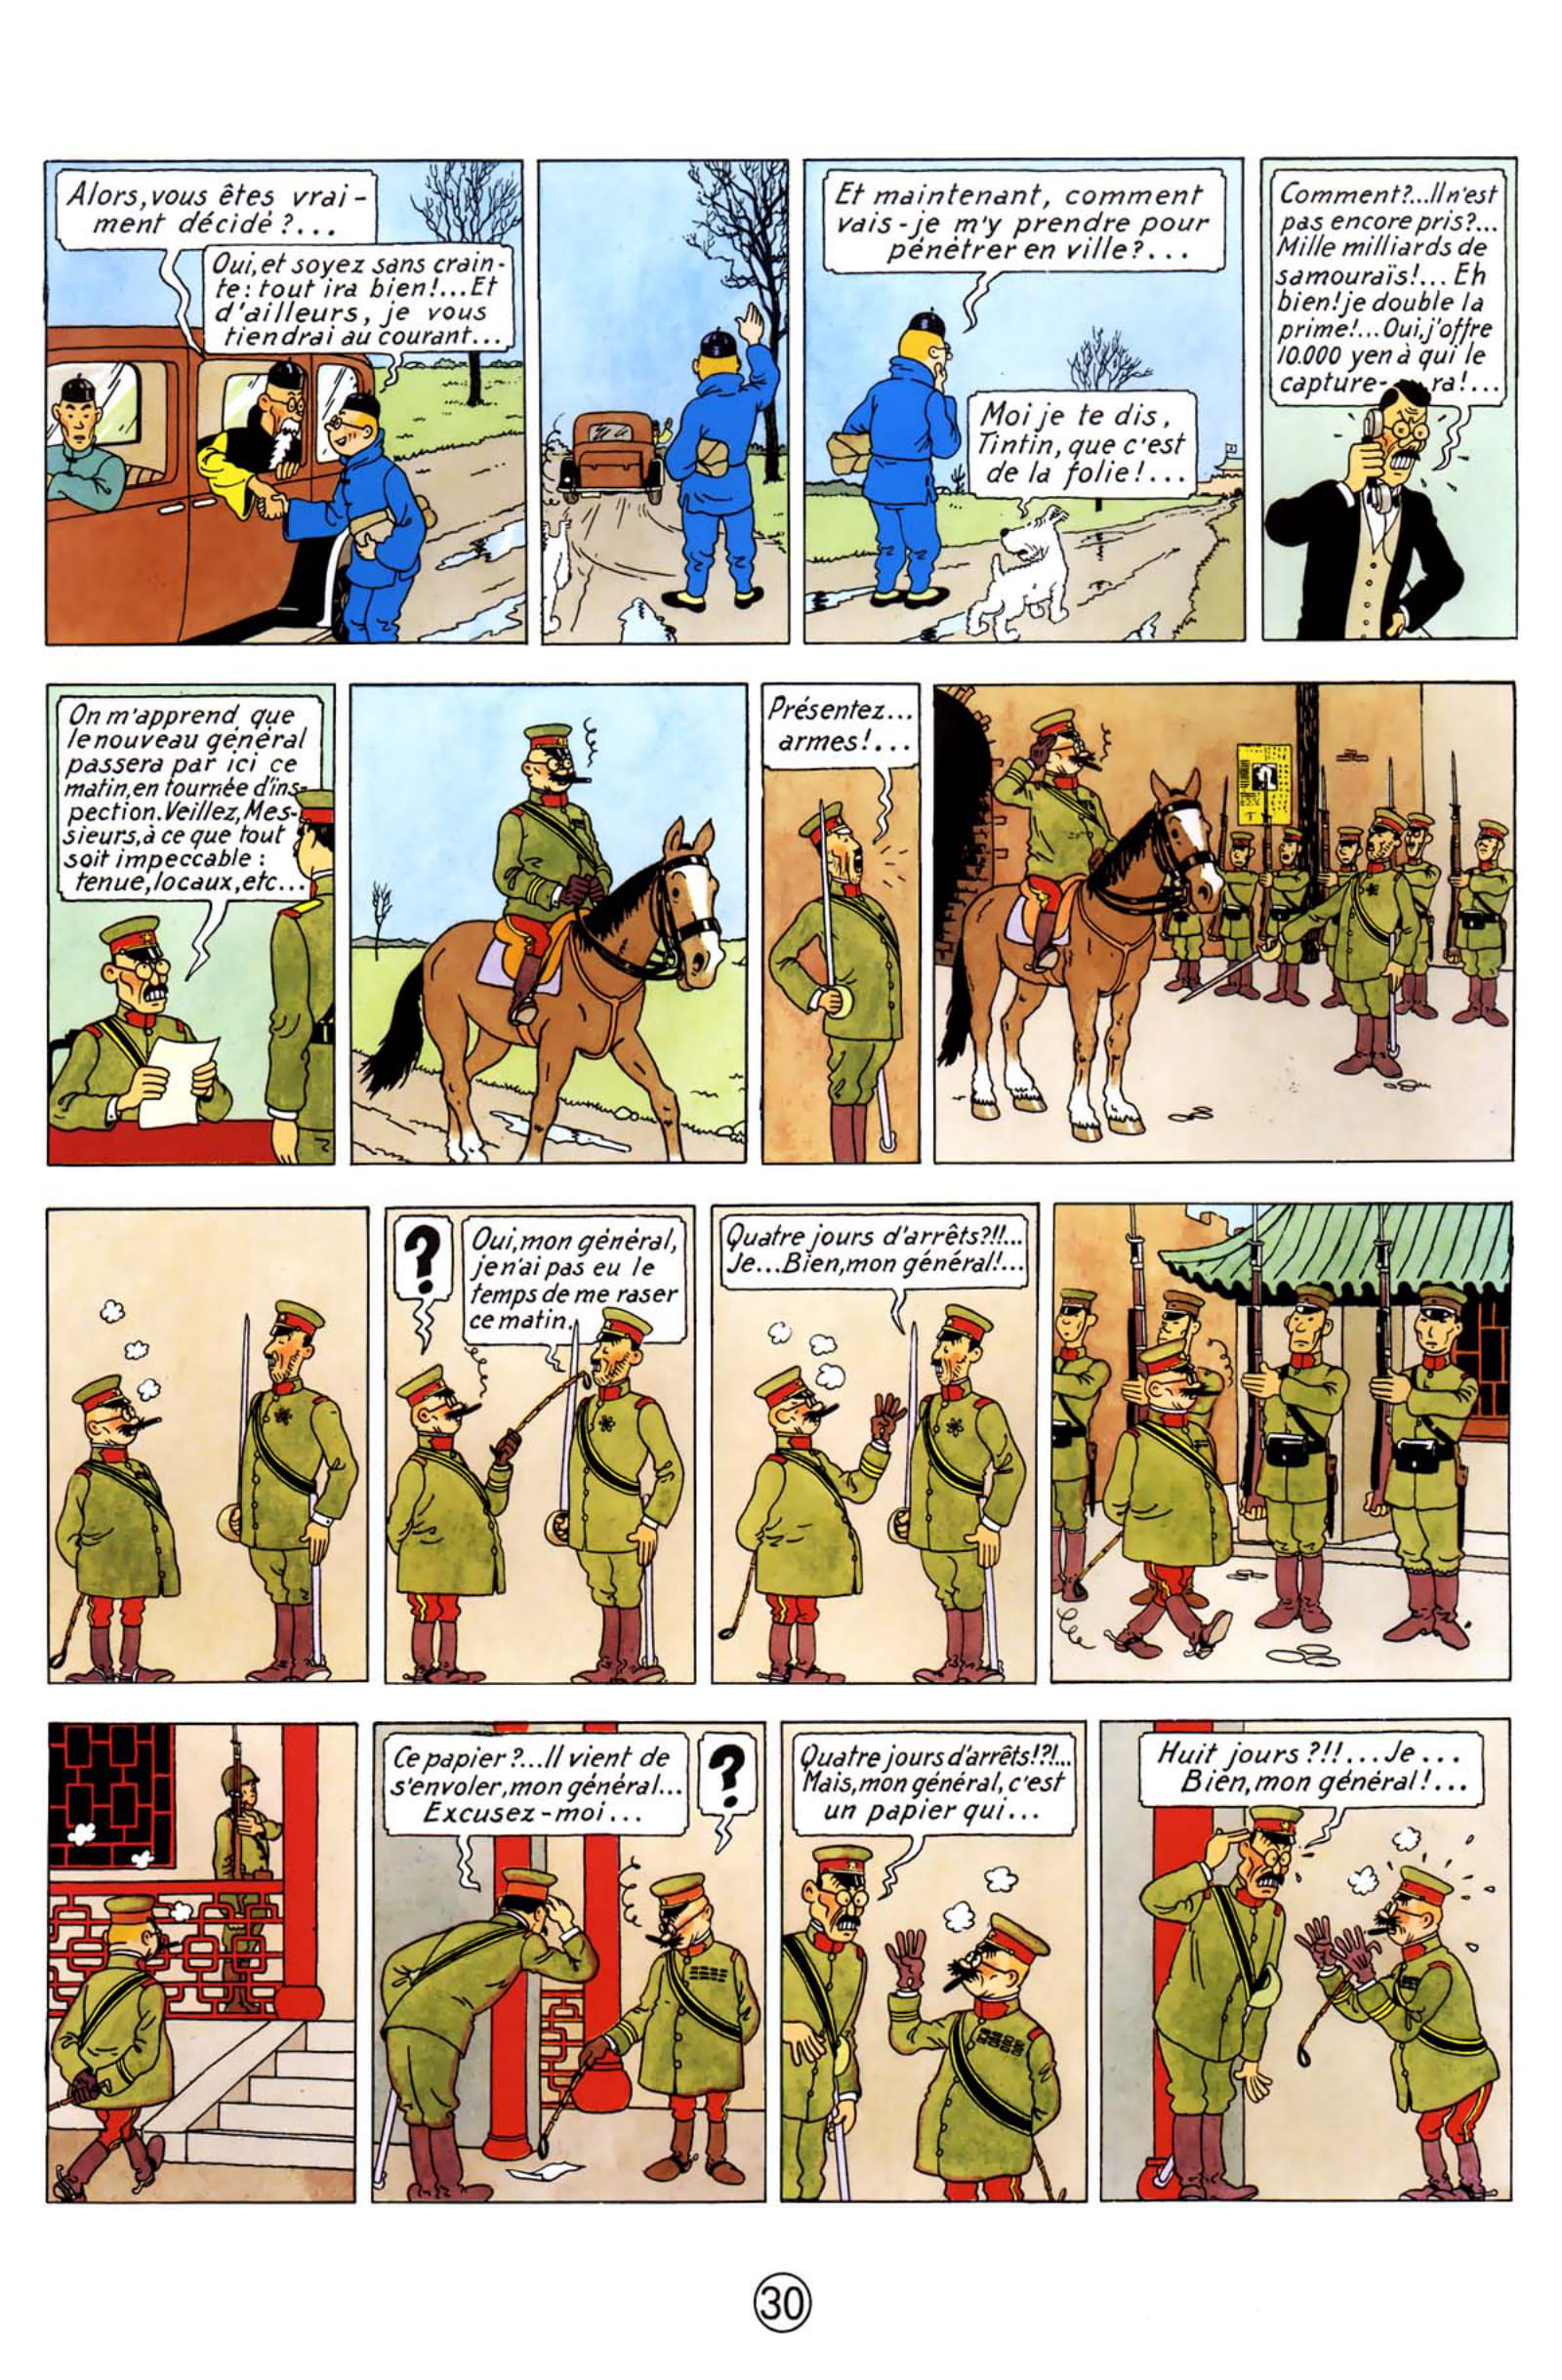 Alors, vous êtes vrai-
ment décidé ?...
Oui, et soyez sans crain-
te : tout ira bien !... Et
d'ailleurs, je vous
tiendrai au courant...
Et maintenant, comment
vais-je m'y prendre pour
pénétrer en ville ?...
Moi je te dis,
Tintin, que c'est
de la folie !...
Comment ?... Il n'est
pas encore pris ?...
Mille milliards de
samouraïs !... Eh
bien ! je double la
prime !... Oui, j'offre
10.000 yen à qui le
capture- ra !...
On m'apprend que
le nouveau général
passera par ici ce
matin, en tournée d'ins-
pection. Veillez, Mes-
sieurs, à ce que tout
soit impeccable :
tenue, locaux, etc...
Présentez...
armes !...
?
Oui, mon général,
je n'ai pas eu le
temps de me raser
ce matin.
Quatre jours d'arrêts ?!!...
Je... Bien, mon général !...
Ce papier ?... Il vient de
s'envoler, mon général...
Excusez-moi...
?
Quatre jours d'arrêts !?!...
Mais, mon général, c'est
un papier qui...
Huit jours ?!!... Je...
Bien, mon général !...
30